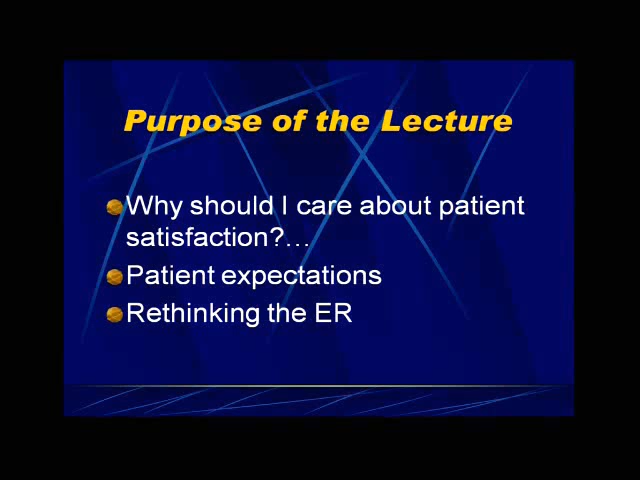 Purpose of the Lecture
Why should I care about patient
satisfaction?…
Patient expectations
Rethinking the ER